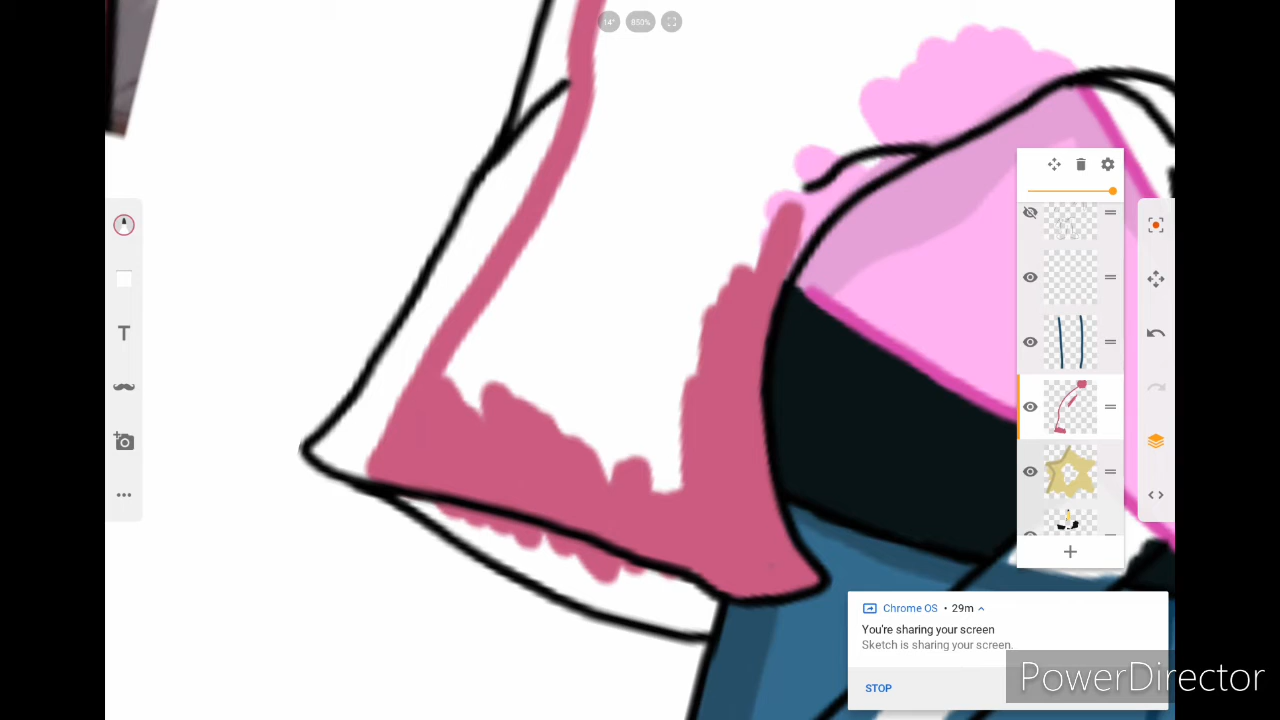 14°
850%
T
Chrome OS • 29m
You're sharing your screen
Sketch is sharing your screen.
STOP
PowerDirector